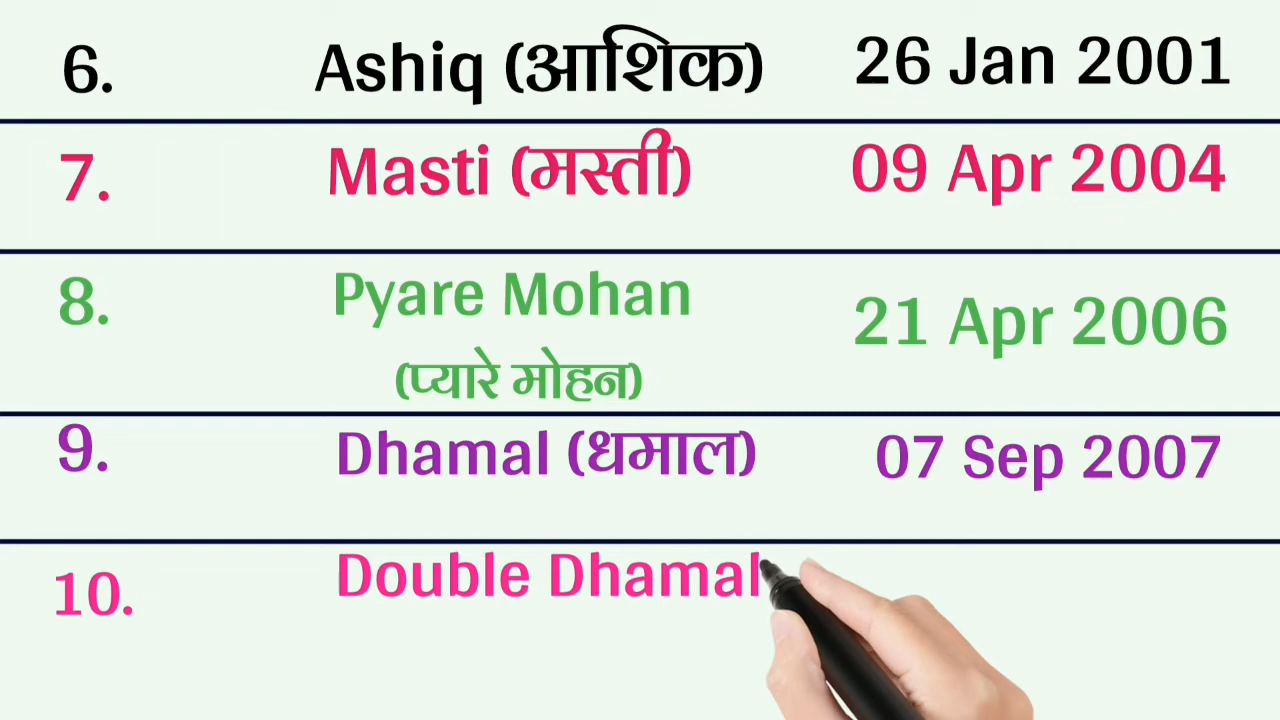 6. Ashiq (आशिक) 26 Jan 2001
7. Masti (मस्ती) 09 Apr 2004
8. Pyare Mohan 21 Apr 2006
(प्यारे मोहन)
9. Dhamal (धमाल) 07 Sep 2007
10. Double Dhamal